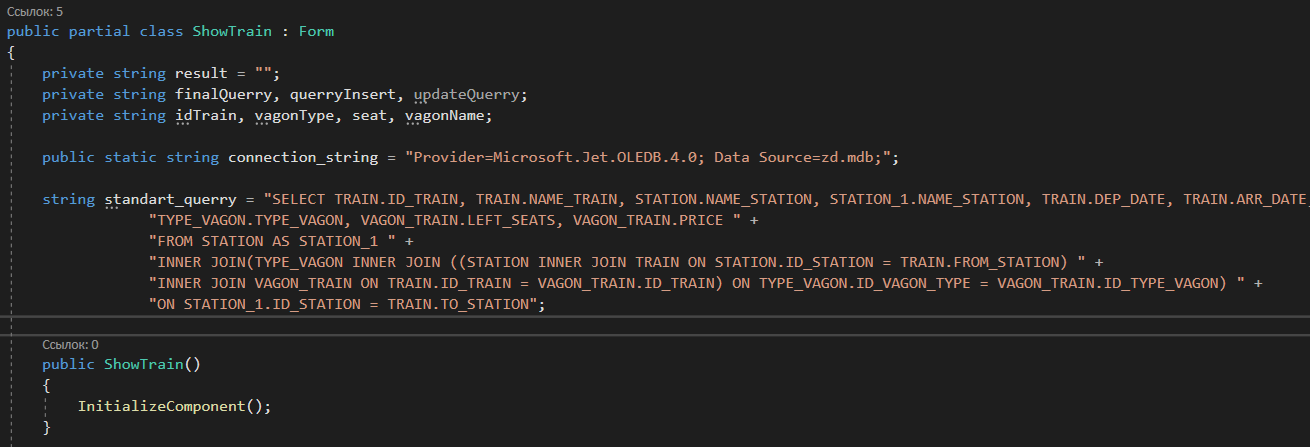 Ссылок: 5
public partial class ShowTrain : Form
{
private string result = "";
private string finalQuerry, querryInsert, updateQuerry;
private string idTrain, vagonType, seat, vagonName;
public static string connection_string = "Provider=Microsoft.Jet.OLEDB.4.0; Data Source=zd.mdb;";
string standart_querry = "SELECT TRAIN.ID_TRAIN, TRAIN.NAME_TRAIN, STATION.NAME_STATION, STATION_1.NAME_STATION, TRAIN.DEP_DATE, TRAIN.ARR_DATE,
"TYPE_VAGON.TYPE_VAGON, VAGON_TRAIN.LEFT_SEATS, VAGON_TRAIN.PRICE " +
"FROM STATION AS STATION_1 " +
"INNER JOIN(TYPE_VAGON INNER JOIN ((STATION INNER JOIN TRAIN ON STATION.ID_STATION = TRAIN.FROM_STATION) " +
"INNER JOIN VAGON_TRAIN ON TRAIN.ID_TRAIN = VAGON_TRAIN.ID_TRAIN) ON TYPE_VAGON.ID_VAGON_TYPE = VAGON_TRAIN.ID_TYPE_VAGON) " +
"ON STATION_1.ID_STATION = TRAIN.TO_STATION";
Ссылок: 0
public ShowTrain()
{
InitializeComponent();
}